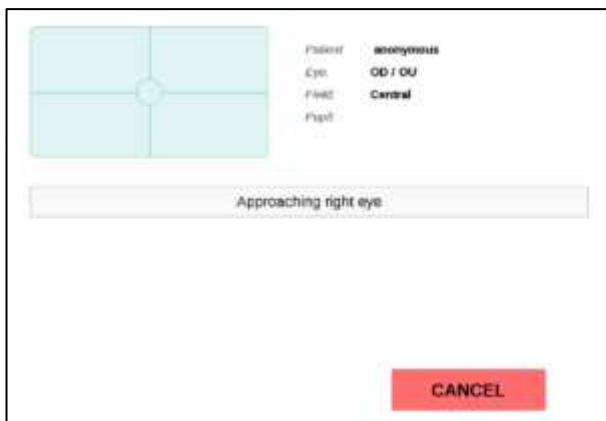 Patient: anonymous
Eye: OD / OU
Field: Central
Pupil:
Approaching right eye
CANCEL